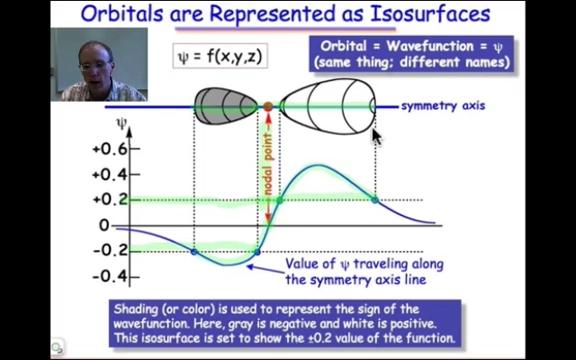 Orbitals are Represented as Isosurfaces
ψ = f(x,y,z)
Orbital = Wavefunction = ψ
(same thing; different names)
symmetry axis
ψ
+0.6
+0.4
+0.2
0
-0.2
-0.4
nodal point
Value of ψ traveling along
the symmetry axis line
Shading (or color) is used to represent the sign of the
wavefunction. Here, gray is negative and white is positive.
This isosurface is set to show the ±0.2 value of the function.